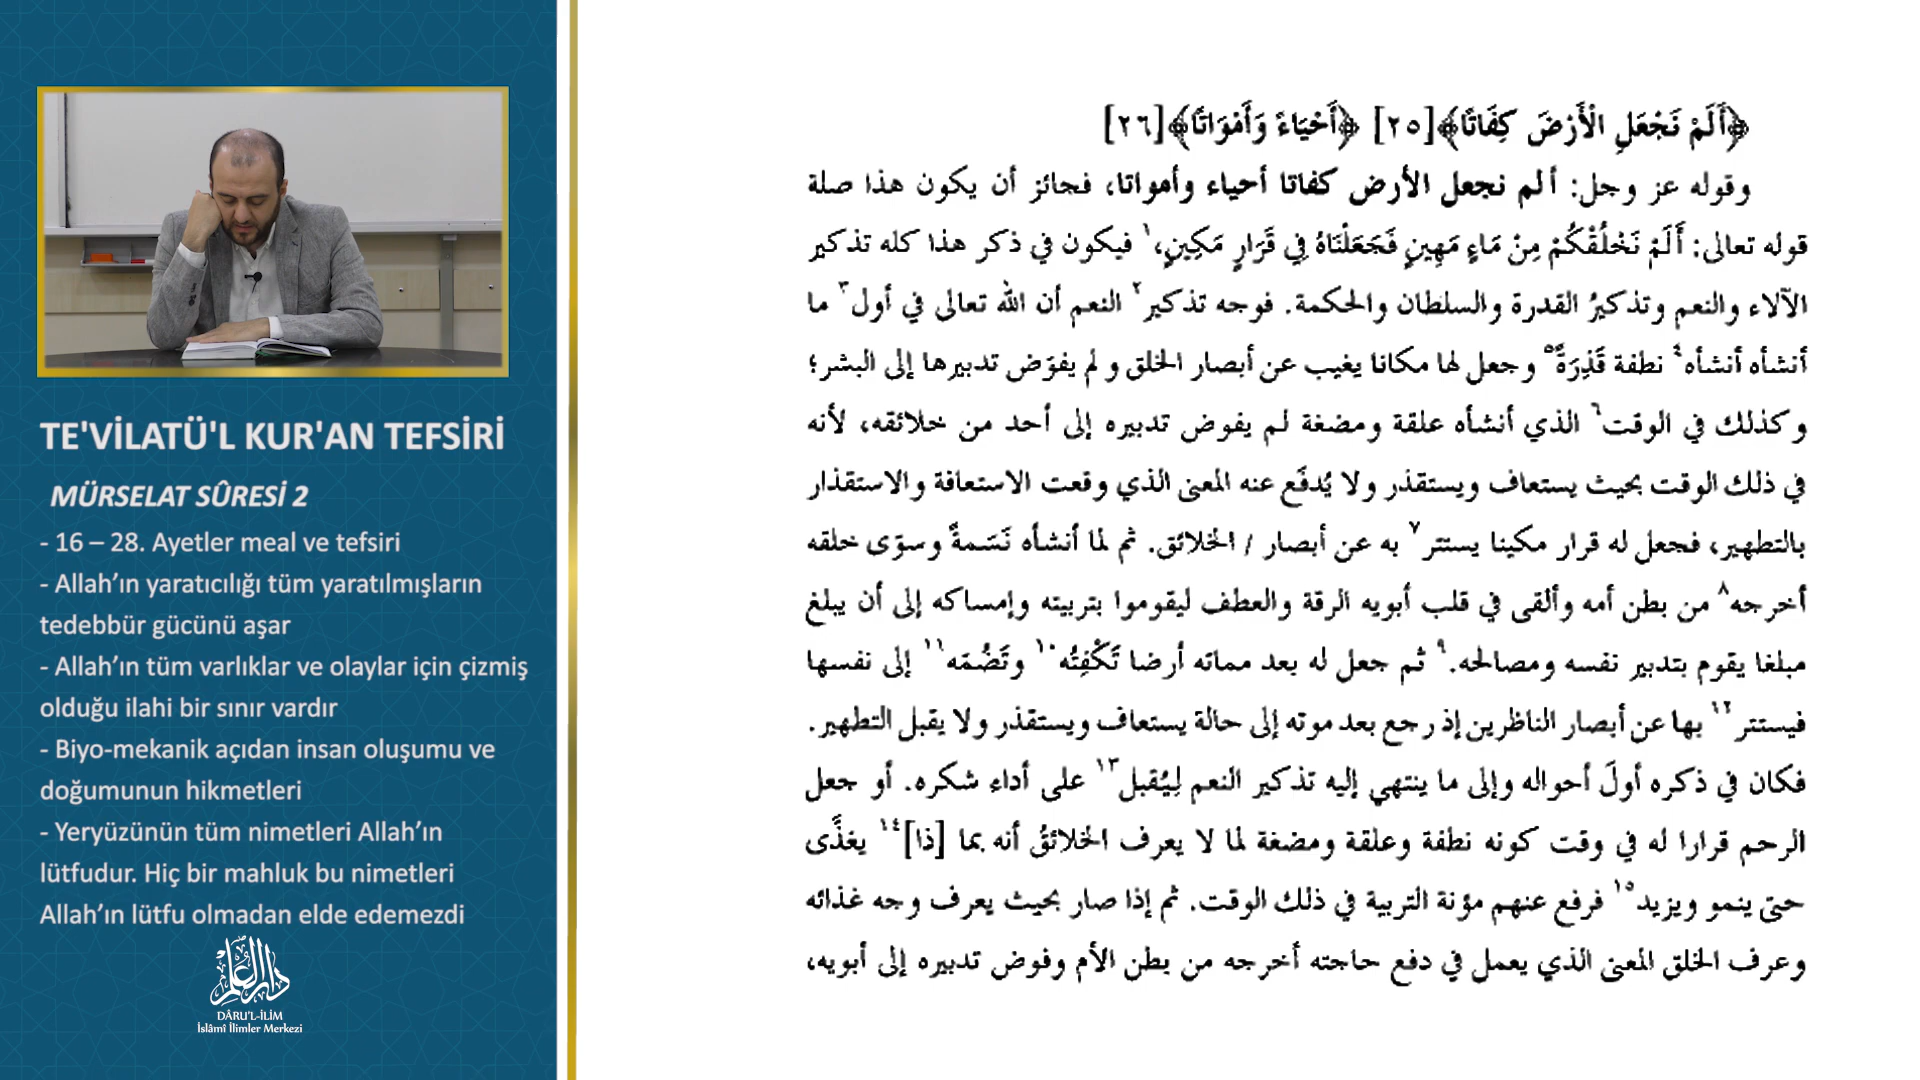 TE'VİLATÜ'L KUR'AN TEFSİRİ
MÜRSELAT SÛRESİ 2
- 16 – 28. Ayetler meal ve tefsiri
- Allah’ın yaratıcılığı tüm yaratılmışların
tedebbür gücünü aşar
- Allah’ın tüm varlıklar ve olaylar için çizmiş
olduğu ilahi bir sınır vardır
- Biyo-mekanik açıdan insan oluşumu ve
doğumunun hikmetleri
- Yeryüzünün tüm nimetleri Allah’ın
lütfudur. Hiç bir mahluk bu nimetleri
Allah’ın lütfu olmadan elde edemezdi
دار العلم
DÂRU'L-İLİM
İslâmî İlimler Merkezi
﴿أَلَمْ نَجْعَلِ الْأَرْضَ كِفَاتًا﴾[٢٥] ﴿أَحْيَاءً وَأَمْوَاتًا﴾[٢٦]
وقوله عز وجل: ألم نجعل الأرض كفاتا أحياء وأمواتا، فجائز أن يكون هذا صلة
قوله تعالى: أَلَمْ نَخْلُقْكُمْ مِنْ مَاءٍ مَهِينٍ فَجَعَلْنَاهُ فِي قَرَارٍ مَكِينٍ،١ فيكون في ذكر هذا كله تذكير
الآلاء والنعم وتذكيرُ القدرة والسلطان والحكمة. فوجه تذكير٢ النعم أن الله تعالى في أول٣ ما
أنشأه أنشأه٤ نطفة قَذِرَةً٥ وجعل لها مكانا يغيب عن أبصار الخلق ولم يفوّض تدبيرها إلى البشر؛
وكذلك في الوقت٦ الذي أنشأه علقة ومضغة لم يفوض تدبيره إلى أحد من خلائقه، لأنه
في ذلك الوقت بحيث يستعاف ويستقذر ولا يُدفَع عنه المعنى الذي وقعت الاستعافة والاستقذار
بالتطهير، فجعل له قرار مكينا يستتر٧ به عن أبصار / الخلائق. ثم لما أنشأه نَسَمةً وسوّى خلقه
أخرجه٨ من بطن أمه وألقى في قلب أبويه الرقة والعطف ليقوموا بتربيته وإمساكه إلى أن يبلغ
مبلغا يقوم بتدبير نفسه ومصالحه.٩ ثم جعل له بعد مماته أرضا تَكْفِتُه١٠ وتَضُمّه١١ إلى نفسها
فيستتر١٢ بها عن أبصار الناظرين إذ رجع بعد موته إلى حالة يستعاف ويستقذر ولا يقبل التطهير.
فكان في ذكره أولَ أحواله وإلى ما ينتهي إليه تذكير النعم لِيُقبل١٣ على أداء شكره. أو جعل
الرحم قرارا له في وقت كونه نطفة وعلقة ومضغة لما لا يعرف الخلائقُ أنه بما [ذا]١٤ يغذَّى
حتى ينمو ويزيد١٥ فرفع عنهم مؤنة التربية في ذلك الوقت. ثم إذا صار بحيث يعرف وجه غذائه
وعرف الخلق المعنى الذي يعمل في دفع حاجته أخرجه من بطن الأم وفوض تدبيره إلى أبويه،